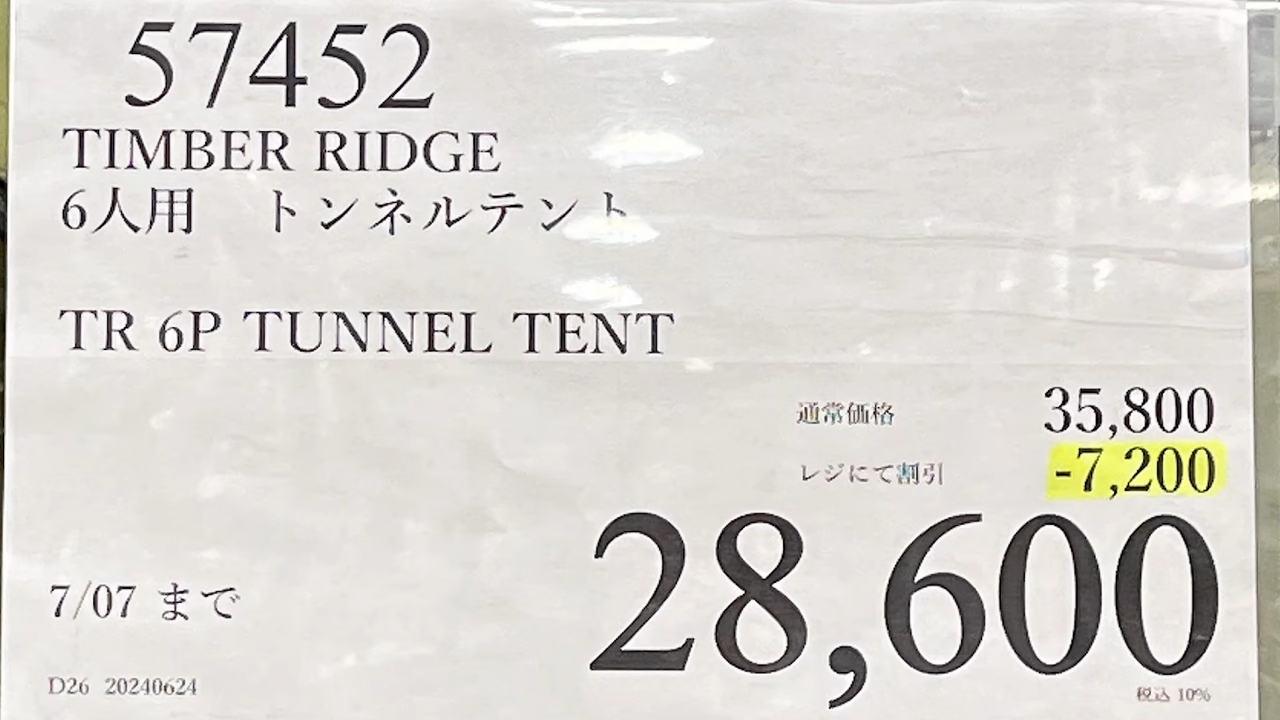 57452
TIMBER RIDGE
6人用　トンネルテント
TR 6P TUNNEL TENT
通常価格 35,800
レジにて割引 -7,200
28,600
7/07 まで
D26 20240624
税込 10%